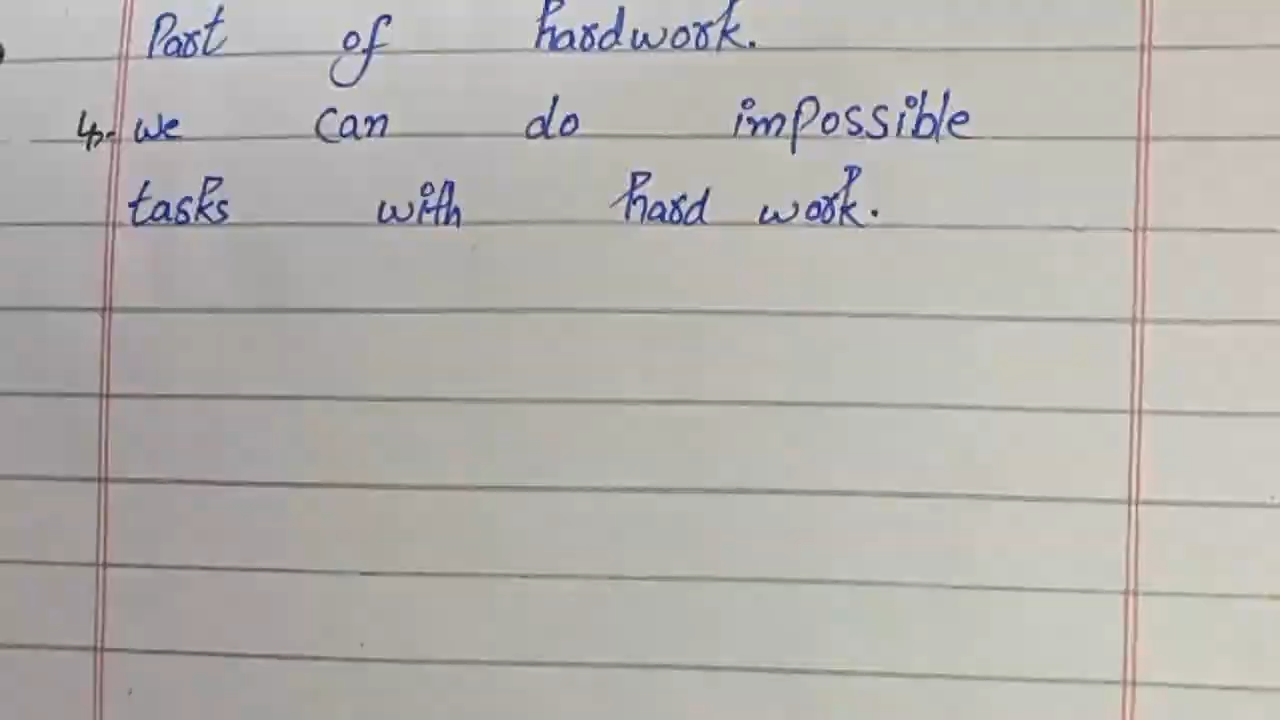 Part of hardwork.
4. we can do impossible
tasks with hard work.